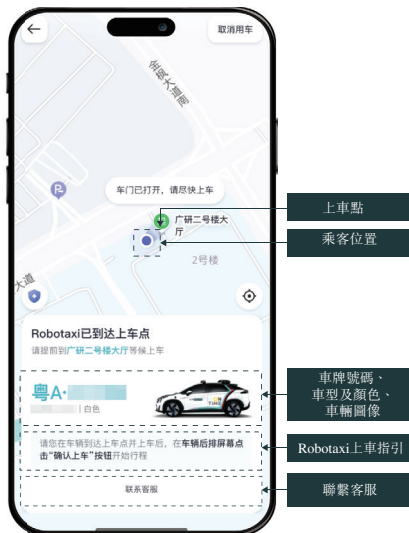 取消用车
金枫大道南
车门已打开，请尽快上车
广研二号楼大
厅
2号楼
大道
Robotaxi已到达上车点
请提前到广研二号楼大厅等候上车
粤A·
| 白色
ON
TIME
请您在车辆到达上车点并上车后，在车辆后排屏幕点
击“确认上车”按钮开始行程
联系客服
上車點
乘客位置
車牌號碼、
車型及顏色、
車輛圖像
Robotaxi上車指引
聯繫客服